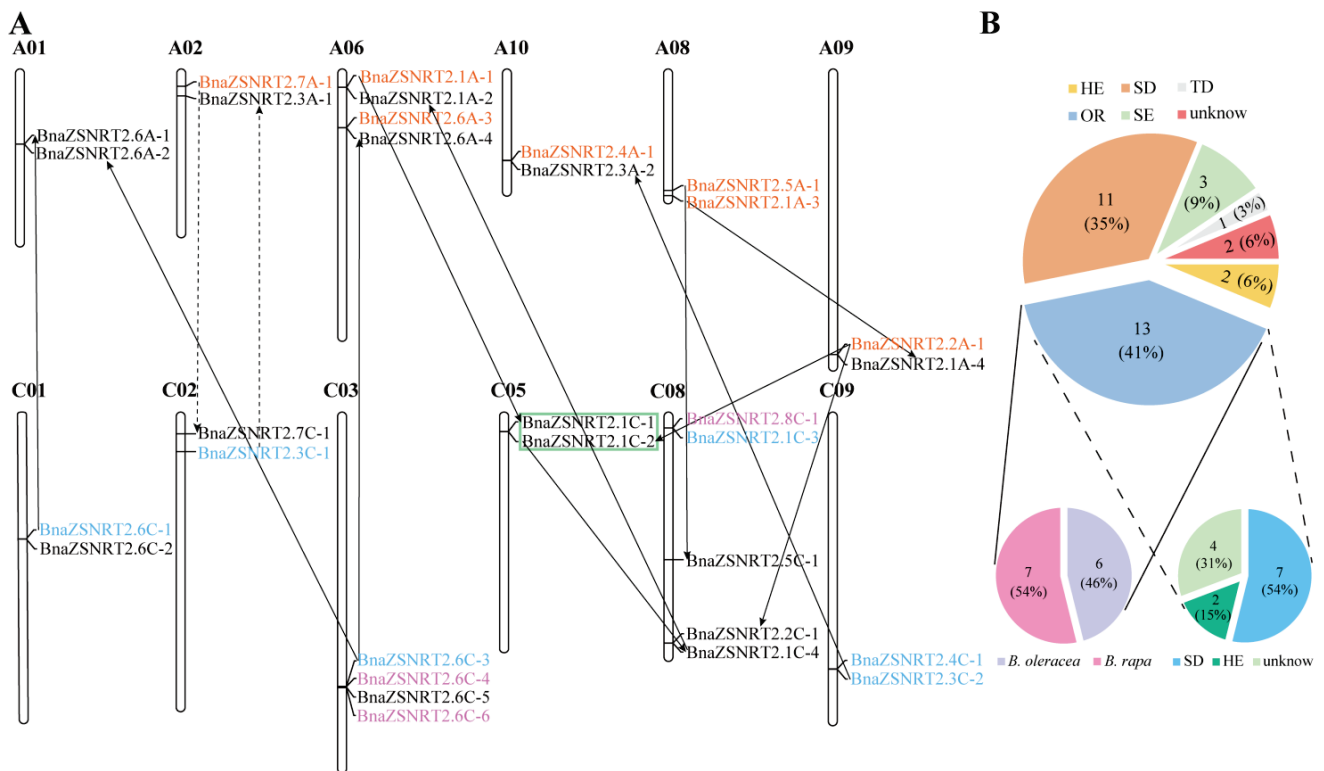 A
B
A01
A02
A06
A10
A08
A09
BnaZSNRT2.6A-1
BnaZSNRT2.6A-2
BnaZSNRT2.7A-1
BnaZSNRT2.3A-1
BnaZSNRT2.1A-1
BnaZSNRT2.1A-2
BnaZSNRT2.6A-3
BnaZSNRT2.6A-4
BnaZSNRT2.4A-1
BnaZSNRT2.3A-2
BnaZSNRT2.5A-1
BnaZSNRT2.1A-3
BnaZSNRT2.2A-1
BnaZSNRT2.1A-4
C01
C02
C03
C05
C08
C09
BnaZSNRT2.6C-1
BnaZSNRT2.6C-2
BnaZSNRT2.7C-1
BnaZSNRT2.3C-1
BnaZSNRT2.6C-3
BnaZSNRT2.6C-4
BnaZSNRT2.6C-5
BnaZSNRT2.6C-6
BnaZSNRT2.1C-1
BnaZSNRT2.1C-2
BnaZSNRT2.8C-1
BnaZSNRT2.1C-3
BnaZSNRT2.5C-1
BnaZSNRT2.2C-1
BnaZSNRT2.1C-4
BnaZSNRT2.4C-1
BnaZSNRT2.3C-2
HE SD TD
OR SE unknow
11
(35%)
3
(9%)
1 (3%)
2 (6%)
2 (6%)
13
(41%)
7
(54%)
6
(46%)
4
(31%)
2
(15%)
7
(54%)
B. oleracea B. rapa SD HE unknow